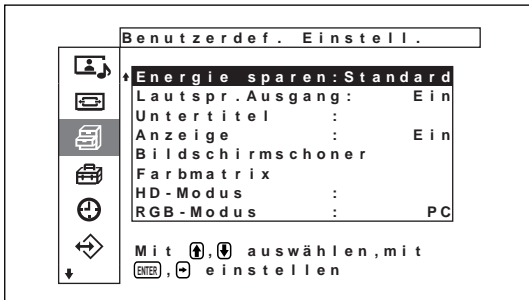 Benutzerdef. Einstell.
Energie sparen:Standard
Lautspr.Ausgang: Ein
Untertitel :
Anzeige : Ein
Bildschirmschoner
Farbmatrix
HD-Modus :
RGB-Modus : PC
Mit ,  auswählen,mit
ENTER, einstellen